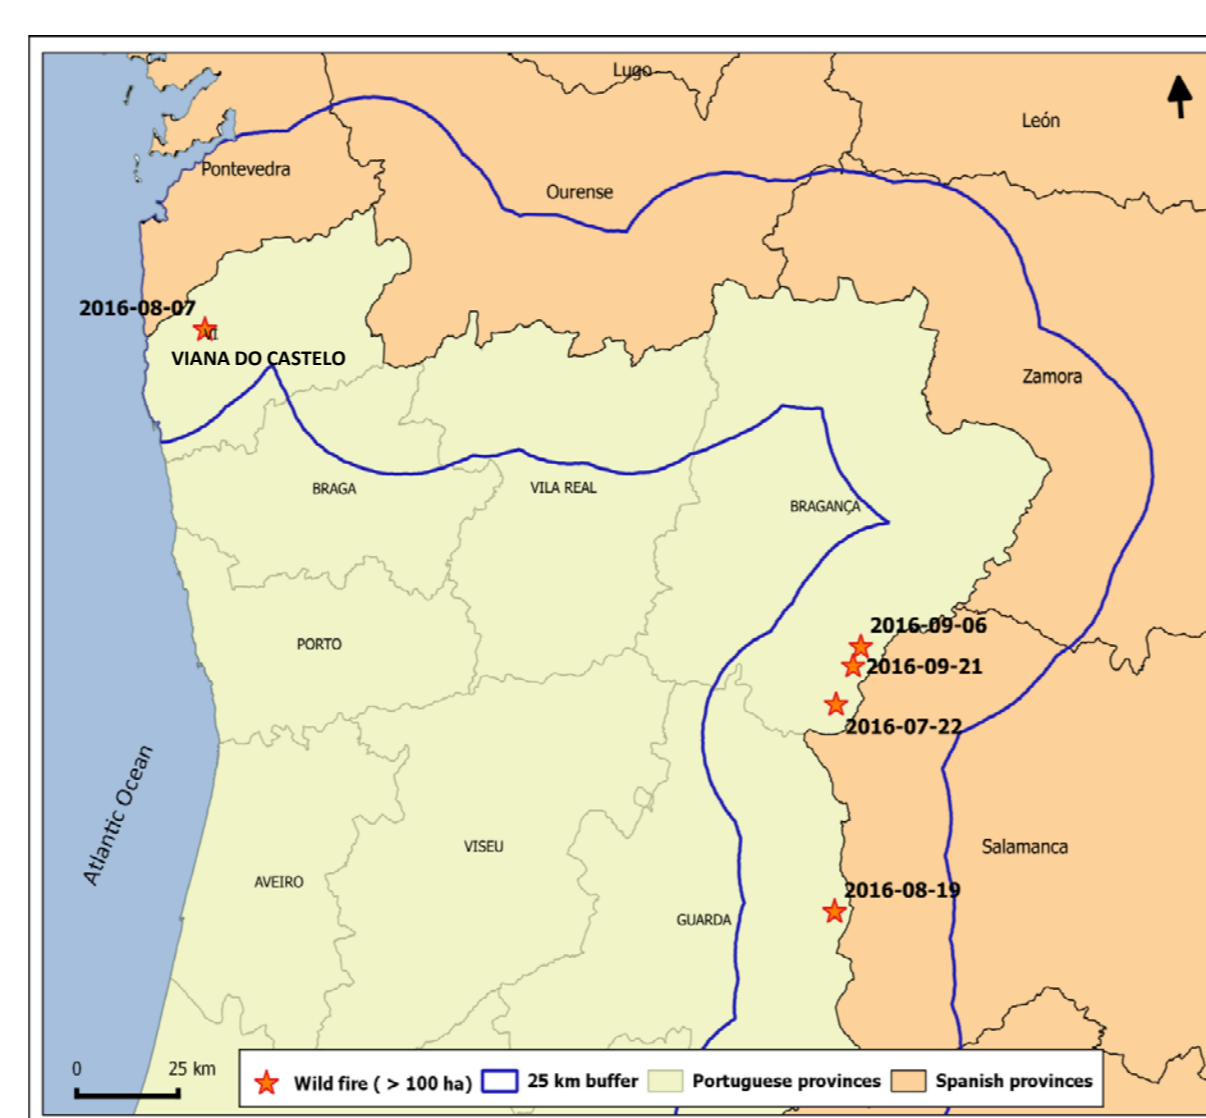 Lugo
León
Pontevedra
Ourense
2016-08-07
VI
VIANA DO CASTELO
Zamora
BRAGA
VILA REAL
BRAGANÇA
2016-09-06
PORTO
2016-09-21
2016-07-22
Atlantic Ocean
VISEU
Salamanca
AVEIRO
2016-08-19
GUARDA
0 25 km
Wild fire ( > 100 ha) 25 km buffer Portuguese provinces Spanish provinces